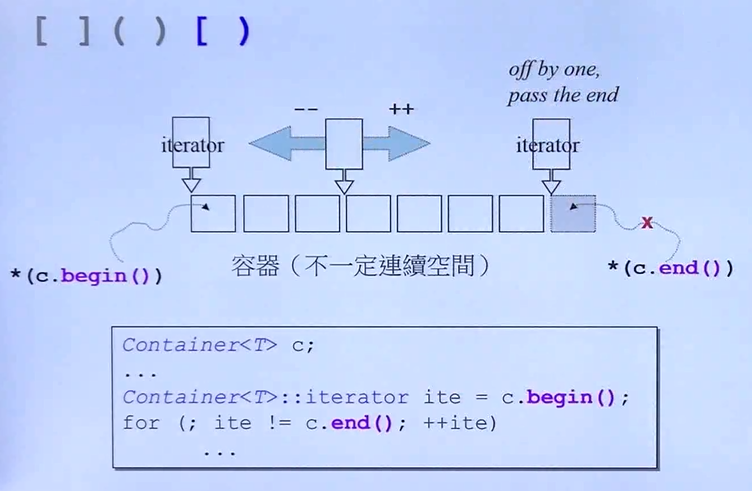 [ ] ( ) [ )
off by one,
pass the end
-- ++
iterator iterator
x
*(c.begin()) 容器（不一定連續空間） *(c.end())
Container<T> c;
...
Container<T>::iterator ite = c.begin();
for (; ite != c.end(); ++ite)
...